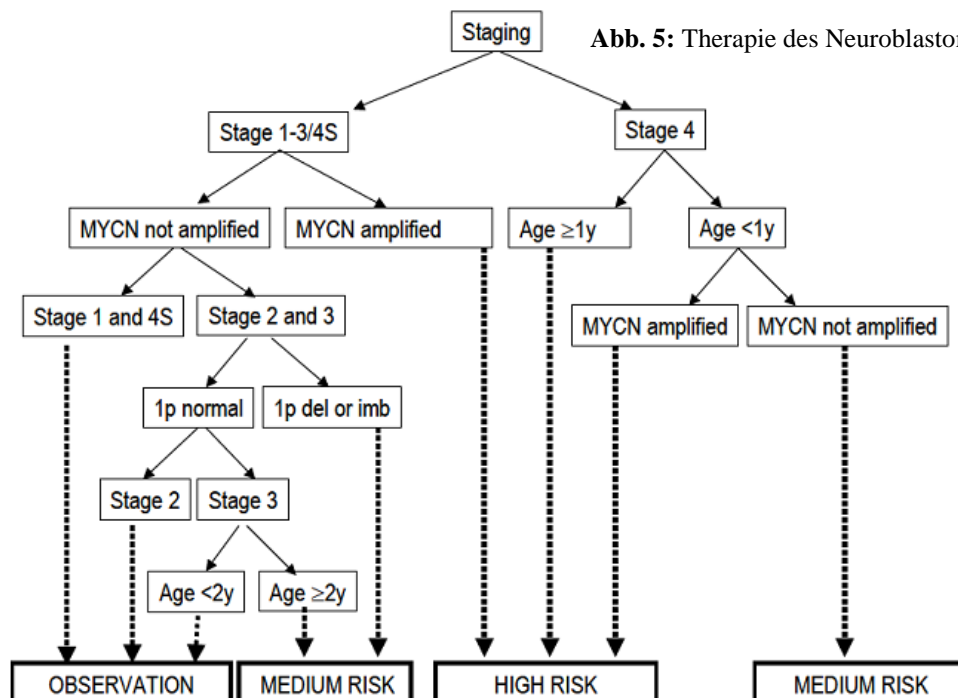 Staging
Abb. 5: Therapie des
Stage 1-3/4S
Stage 4
MYCN not amplified
MYCN amplified
Age ≥1y
Age <1y
Stage 1 and 4S
Stage 2 and 3
MYCN amplified
MYCN not amplified
1p normal
1p del or imb
Stage 2
Stage 3
Age <2y
Age ≥2y
OBSERVATION
MEDIUM RISK
HIGH RISK
MEDIUM RISK